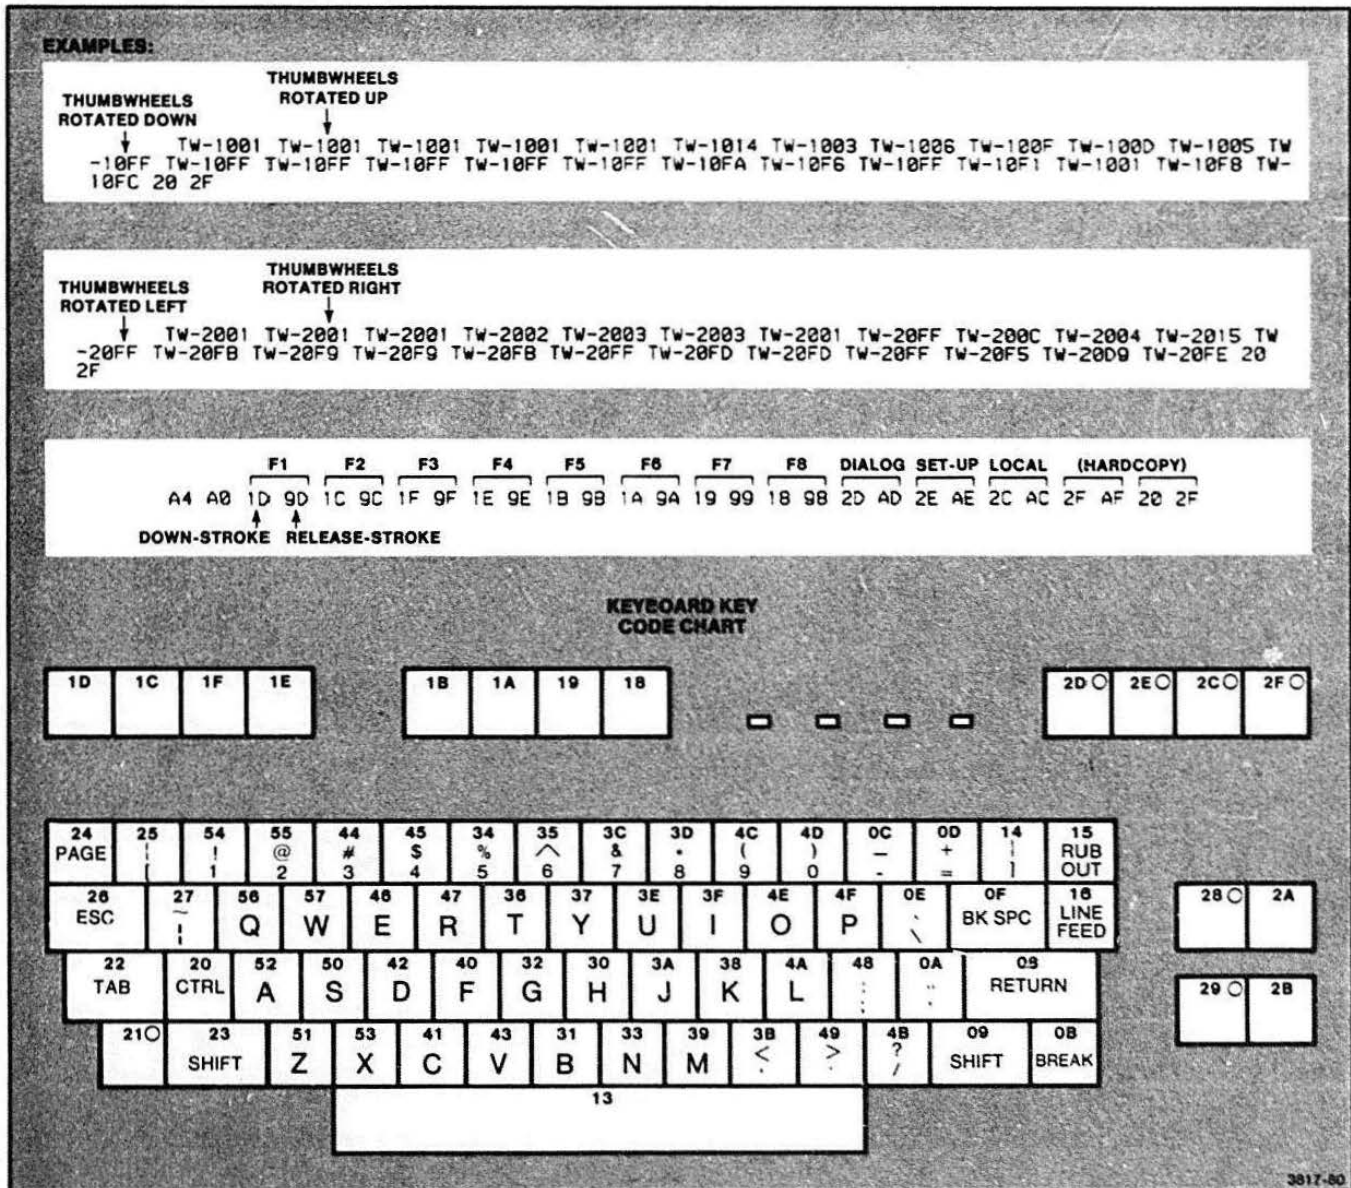 EXAMPLES:
THUMBWHEELS
ROTATED UP
THUMBWHEELS
ROTATED DOWN
TW-1001 TW-1001 TW-1001 TW-1001 TW-1001 TW-1014 TW-1003 TW-1006 TW-100F TW-100D TW-1005 TW
-10FF TW-10FF TW-10FF TW-10FF TW-10FF TW-10FF TW-10FA TW-10F6 TW-10FF TW-10F1 TW-1001 TW-10F8 TW-
10FC 20 2F
THUMBWHEELS
ROTATED RIGHT
THUMBWHEELS
ROTATED LEFT
TW-2001 TW-2001 TW-2001 TW-2002 TW-2003 TW-2003 TW-2001 TW-20FF TW-200C TW-2004 TW-2015 TW
-20FF TW-20FB TW-20F9 TW-20F9 TW-20FB TW-20FF TW-20FD TW-20FD TW-20FF TW-20F5 TW-20D9 TW-20FE 20
2F
F1 F2 F3 F4 F5 F6 F7 F8 DIALOG SET-UP LOCAL (HARDCOPY)
A4 A0 1D 9D 1C 9C 1F 9F 1E 9E 1B 9B 1A 9A 19 99 18 98 2D AD 2E AE 2C AC 2F AF 20 2F
DOWN-STROKE RELEASE-STROKE
KEYBOARD KEY
CODE CHART
1D 1C 1F 1E 1B 1A 19 18 2D 2E 2C 2F
24 25 54 55 44 45 34 35 3C 3D 4C 4D 0C 0D 14 15
PAGE ¦ ! @ # $ % ^ & * ( ) _ + ¦ RUB
[ 1 2 3 4 5 6 7 8 9 0 - = ] OUT
26 27 56 57 46 47 36 37 3E 3F 4E 4F 0E 0F 16 28 2A
ESC ~ Q W E R T Y U I O P ` BK SPC LINE
¦ \ FEED
22 20 52 50 42 40 32 30 3A 38 4A 48 0A
TAB CTRL A S D F G H J K L : " RETURN
29 2B
21 23 51 53 41 43 31 33 39 3B 49 4B 09 0B
SHIFT Z X C V B N M < > ? SHIFT BREAK
/
13
3817-80